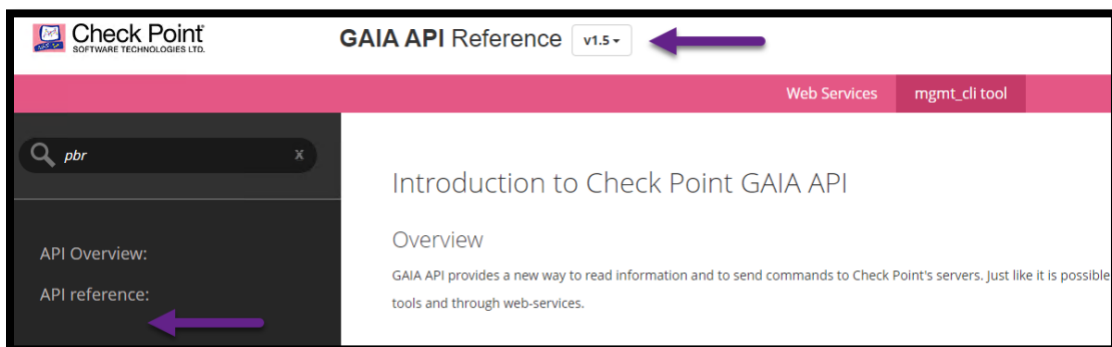 Check Point
SOFTWARE TECHNOLOGIES LTD.
GAIA API Reference v1.5
Web Services mgmt_cli tool
pbr x
Introduction to Check Point GAIA API
Overview
API Overview:
GAIA API provides a new way to read information and to send commands to Check Point's servers. Just like it is possible
API reference:
tools and through web-services.